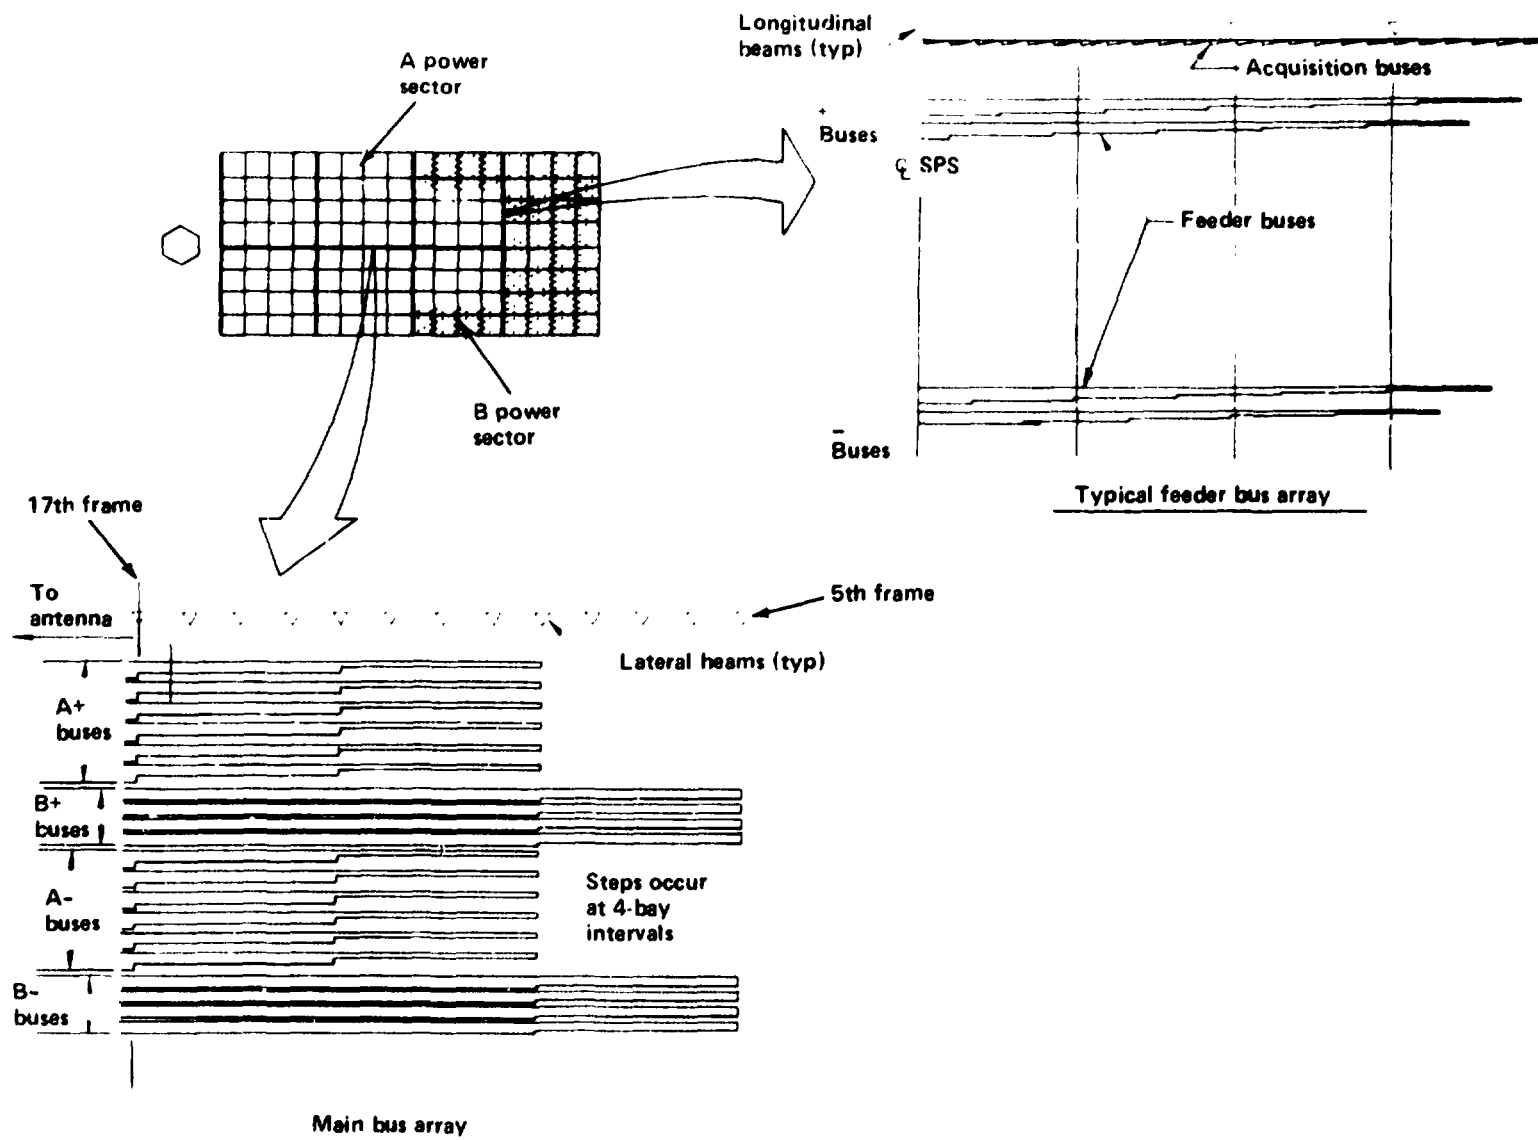 Longitudinal
beams (typ)
Acquisition buses
A power
sector
+
Buses
℄ SPS
Feeder buses
B power
sector
–
Buses
Typical feeder bus array
17th frame
To
antenna
5th frame
Lateral beams (typ)
A+
buses
B+
buses
A-
buses
Steps occur
at 4-bay
intervals
B-
buses
Main bus array